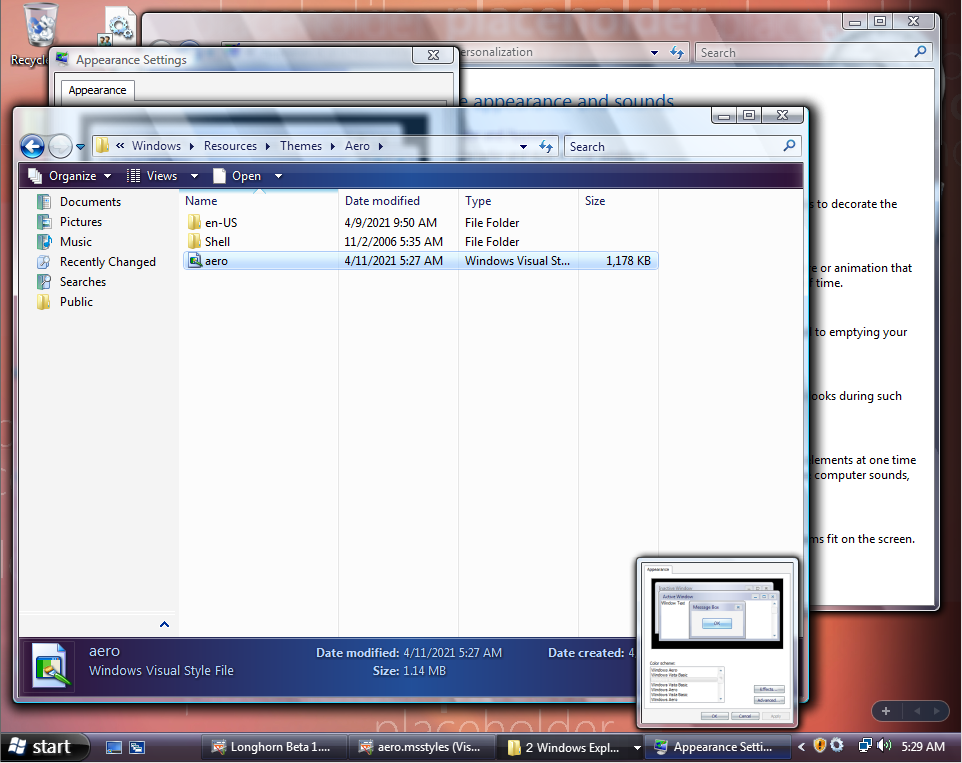 placeholder
Recycle
Appearance Settings
ersonalization
Search
Appearance
e appearance and sounds
« Windows Resources Themes Aero
Search
Organize Views Open
Documents
Pictures
Music
Recently Changed
Searches
Public
Name Date modified Type Size
en-US 4/9/2021 9:50 AM File Folder
Shell 11/2/2006 5:35 AM File Folder
aero 4/11/2021 5:27 AM Windows Visual St... 1,178 KB
s to decorate the
e or animation that
f time.
to emptying your
ooks during such
lements at one time
computer sounds,
ms fit on the screen.
aero
Windows Visual Style File
Date modified: 4/11/2021 5:27 AM
Size: 1.14 MB
Date created: 4
Appearance
Inactive Window
Active Window
Window Text
Message Box
OK
Color scheme:
Windows Aero
Windows Vista Basic
Windows Vista Basic
Windows Aero
Windows Vista Basic
Windows Aero
Effects...
Advanced...
OK Cancel Apply
placeholder
start
Longhorn Beta 1....
aero.msstyles (Vis...
2 Windows Expl...
Appearance Setti...
5:29 AM